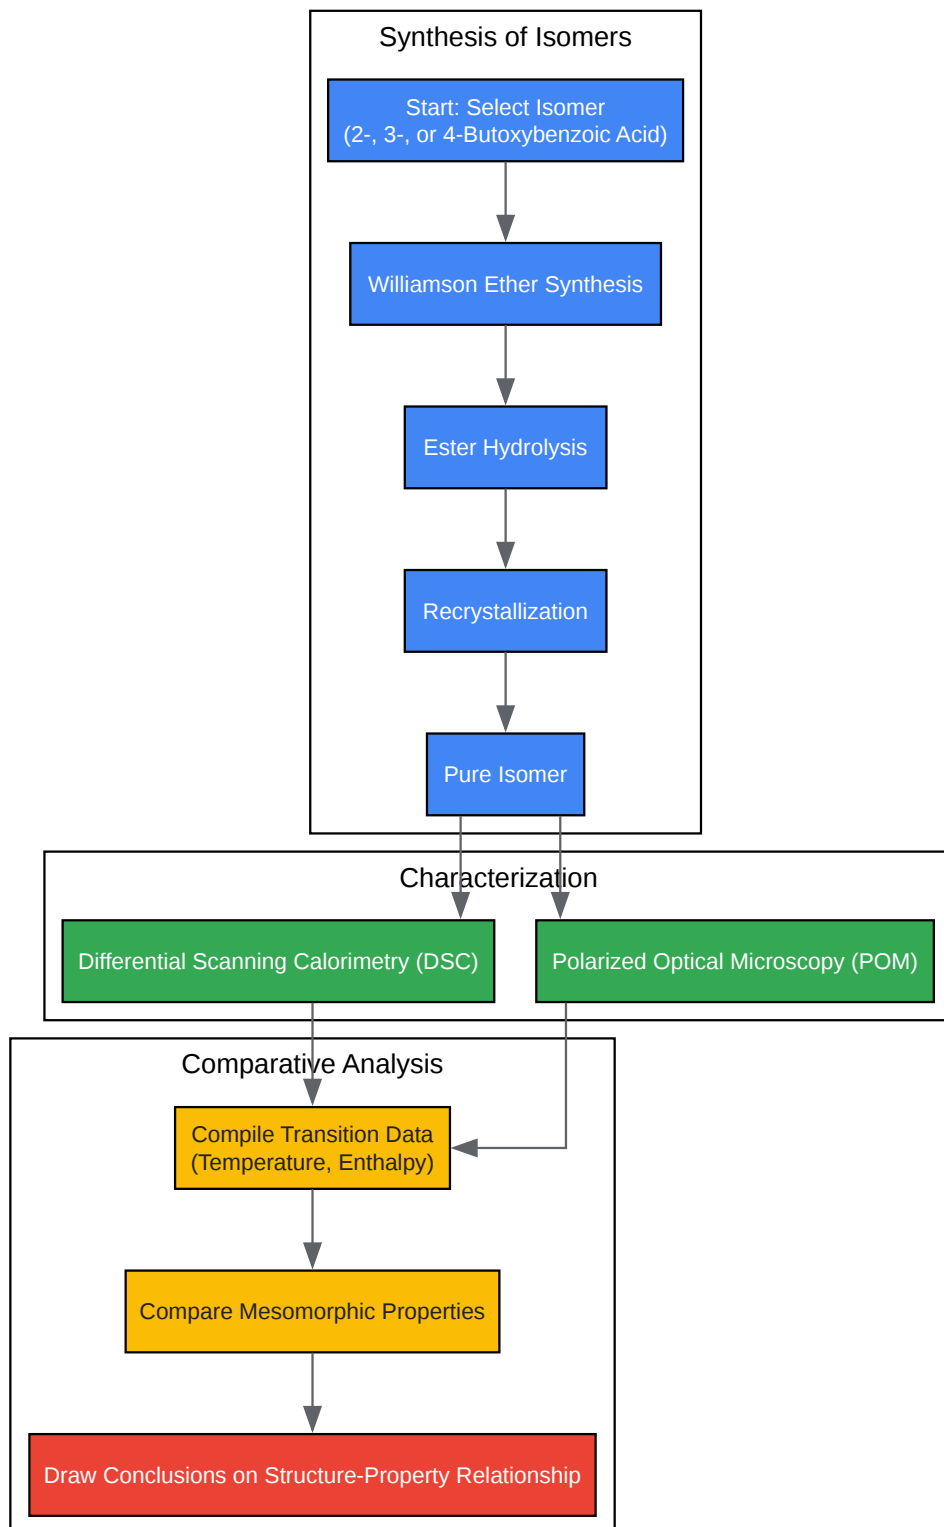 Synthesis of Isomers
Start: Select Isomer
(2-, 3-, or 4-Butoxybenzoic Acid)
Williamson Ether Synthesis
Ester Hydrolysis
Recrystallization
Pure Isomer
Characterization
Differential Scanning Calorimetry (DSC)
Polarized Optical Microscopy (POM)
Comparative Analysis
Compile Transition Data
(Temperature, Enthalpy)
Compare Mesomorphic Properties
Draw Conclusions on Structure-Property Relationship